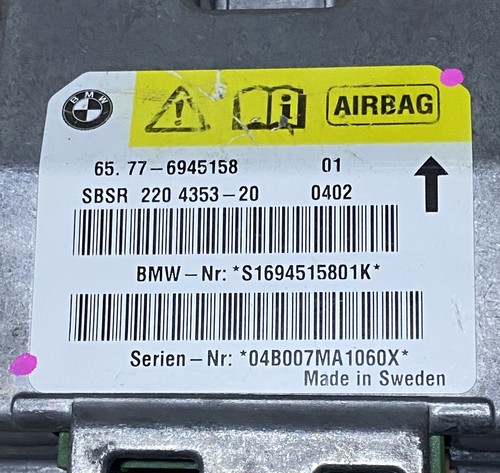 BMW
i
AIRBAG
65. 77-6945158 01
SBSR 220 4353-20 0402
BMW-Nr: *S1694515801K*
Serien-Nr: *04B007MA1060X*
Made in Sweden